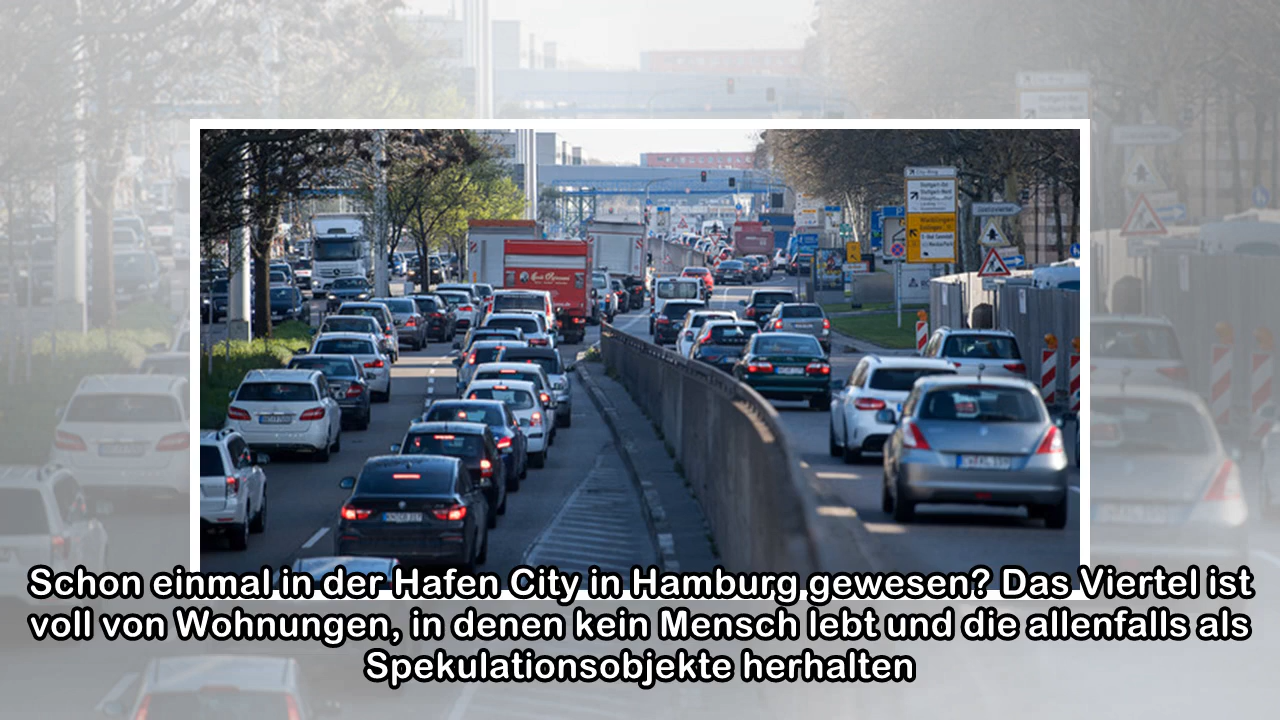 Schon einmal in der Hafen City in Hamburg gewesen? Das Viertel ist
voll von Wohnungen, in denen kein Mensch lebt und die allenfalls als
Spekulationsobjekte herhalten